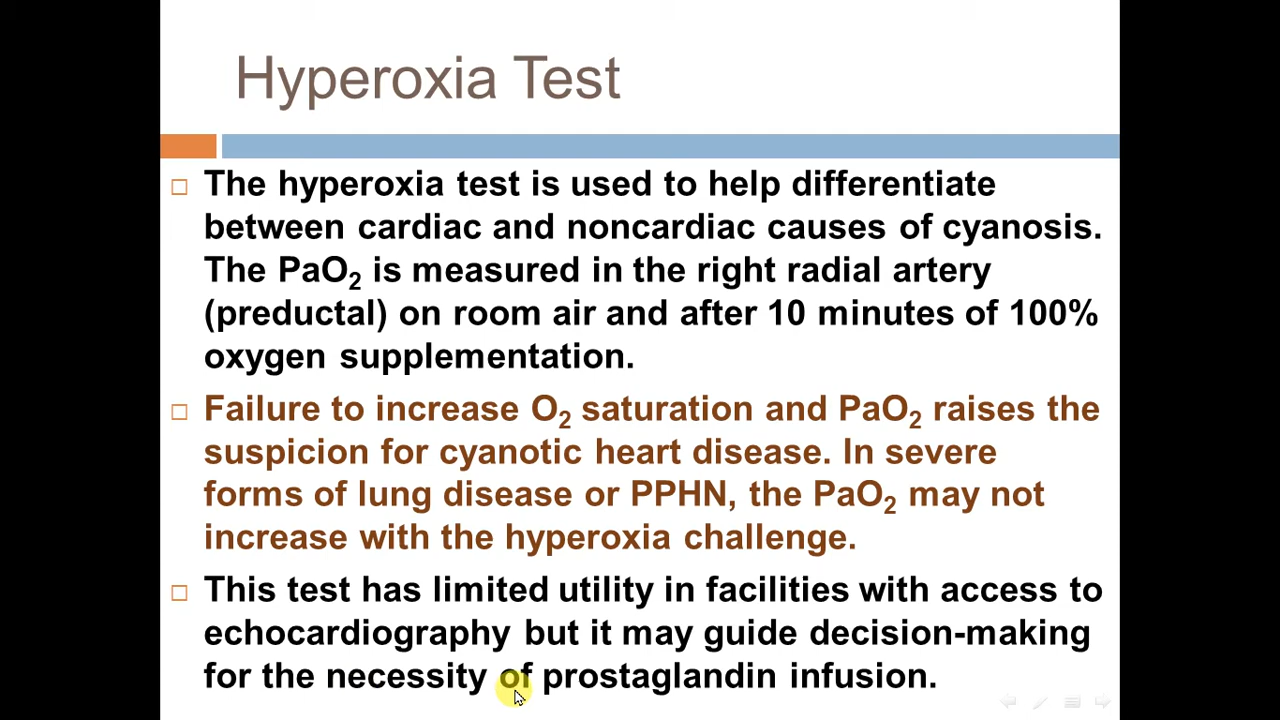 Hyperoxia Test
The hyperoxia test is used to help differentiate
between cardiac and noncardiac causes of cyanosis.
The PaO₂ is measured in the right radial artery
(preductal) on room air and after 10 minutes of 100%
oxygen supplementation.
Failure to increase O₂ saturation and PaO₂ raises the
suspicion for cyanotic heart disease. In severe
forms of lung disease or PPHN, the PaO₂ may not
increase with the hyperoxia challenge.
This test has limited utility in facilities with access to
echocardiography but it may guide decision-making
for the necessity of prostaglandin infusion.